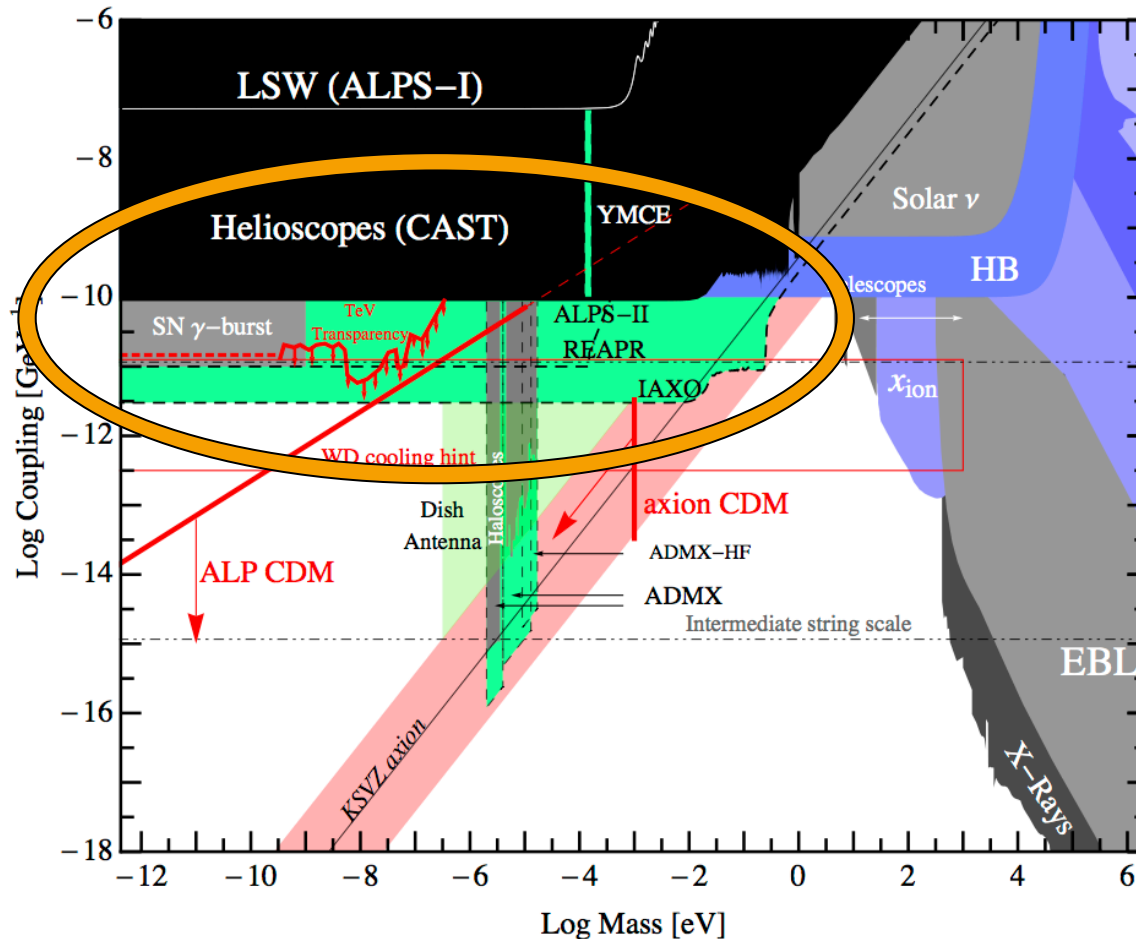 −6
LSW (ALPS−I)
−8
YMCE
Solar ν
Helioscopes (CAST)
HB
−10
lescopes
SN γ−burst
TeV
Transparency
ALPS−II
REAPR
IAXO
x ion
−12
WD cooling hint
Haloscopes
Dish
Antenna
axion CDM
ADMX−HF
−14
ALP CDM
ADMX
Intermediate string scale
EBL
−16
KSVZ axion
X−Rays
−18
−12 −10 −8 −6 −4 −2 0 2 4 6
Log Mass [eV]
Log Coupling